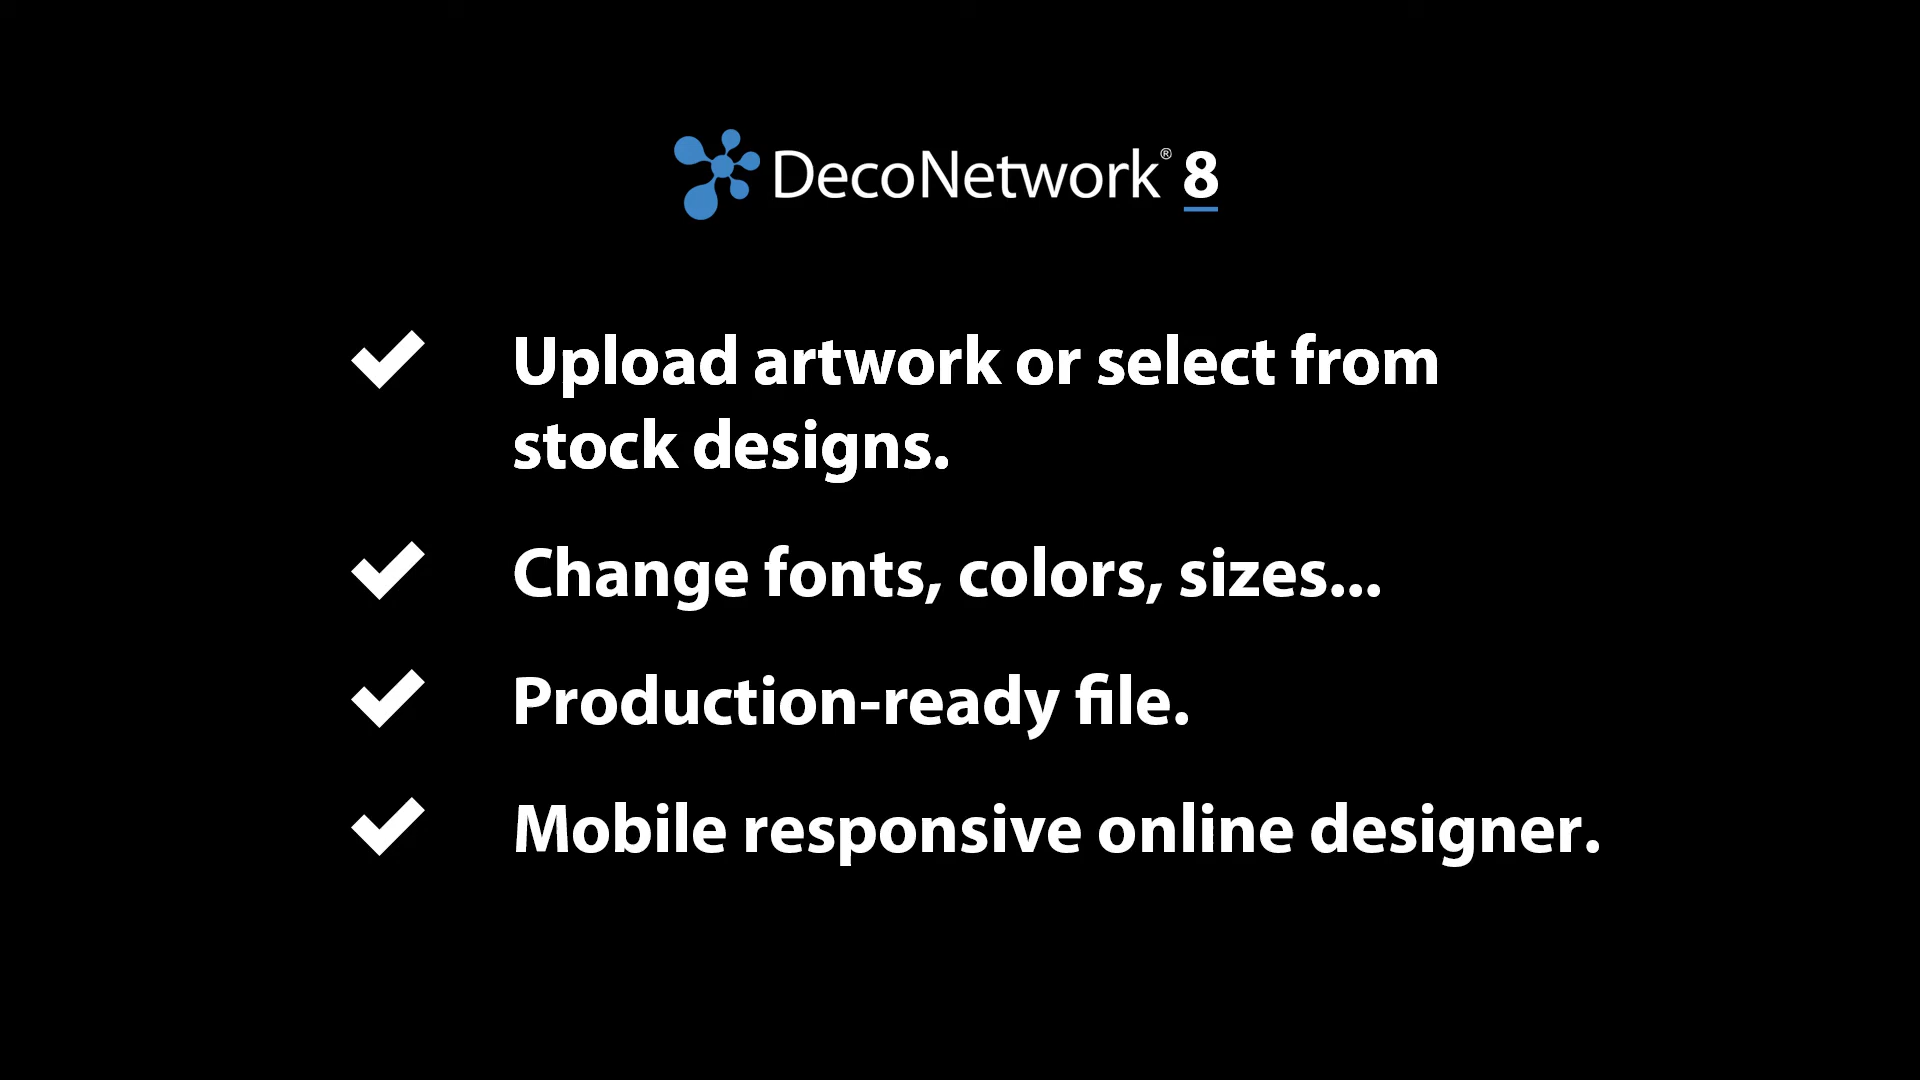 DecoNetwork® 8
Upload artwork or select from
stock designs.
Change fonts, colors, sizes...
Production-ready file.
Mobile responsive online designer.